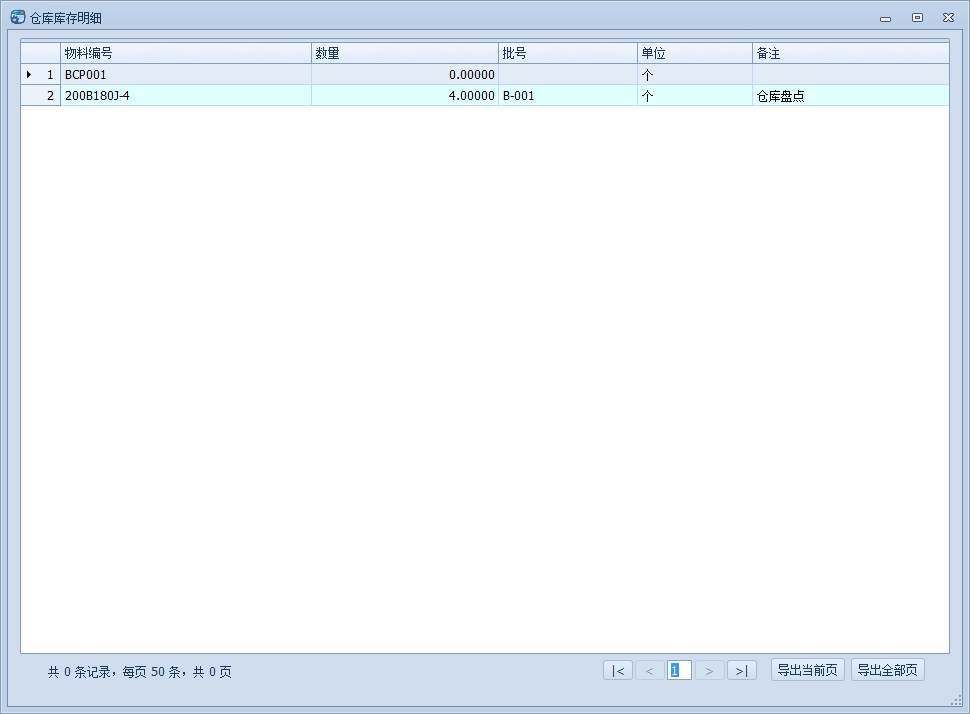 仓库库存明细
物料编号 数量 批号 单位 备注
1 BCP001 0.00000 个
2 200B180J-4 4.00000 B-001 个 仓库盘点
共 0 条记录，每页 50 条，共 0 页 |< < 1 > >| 导出当前页 导出全部页